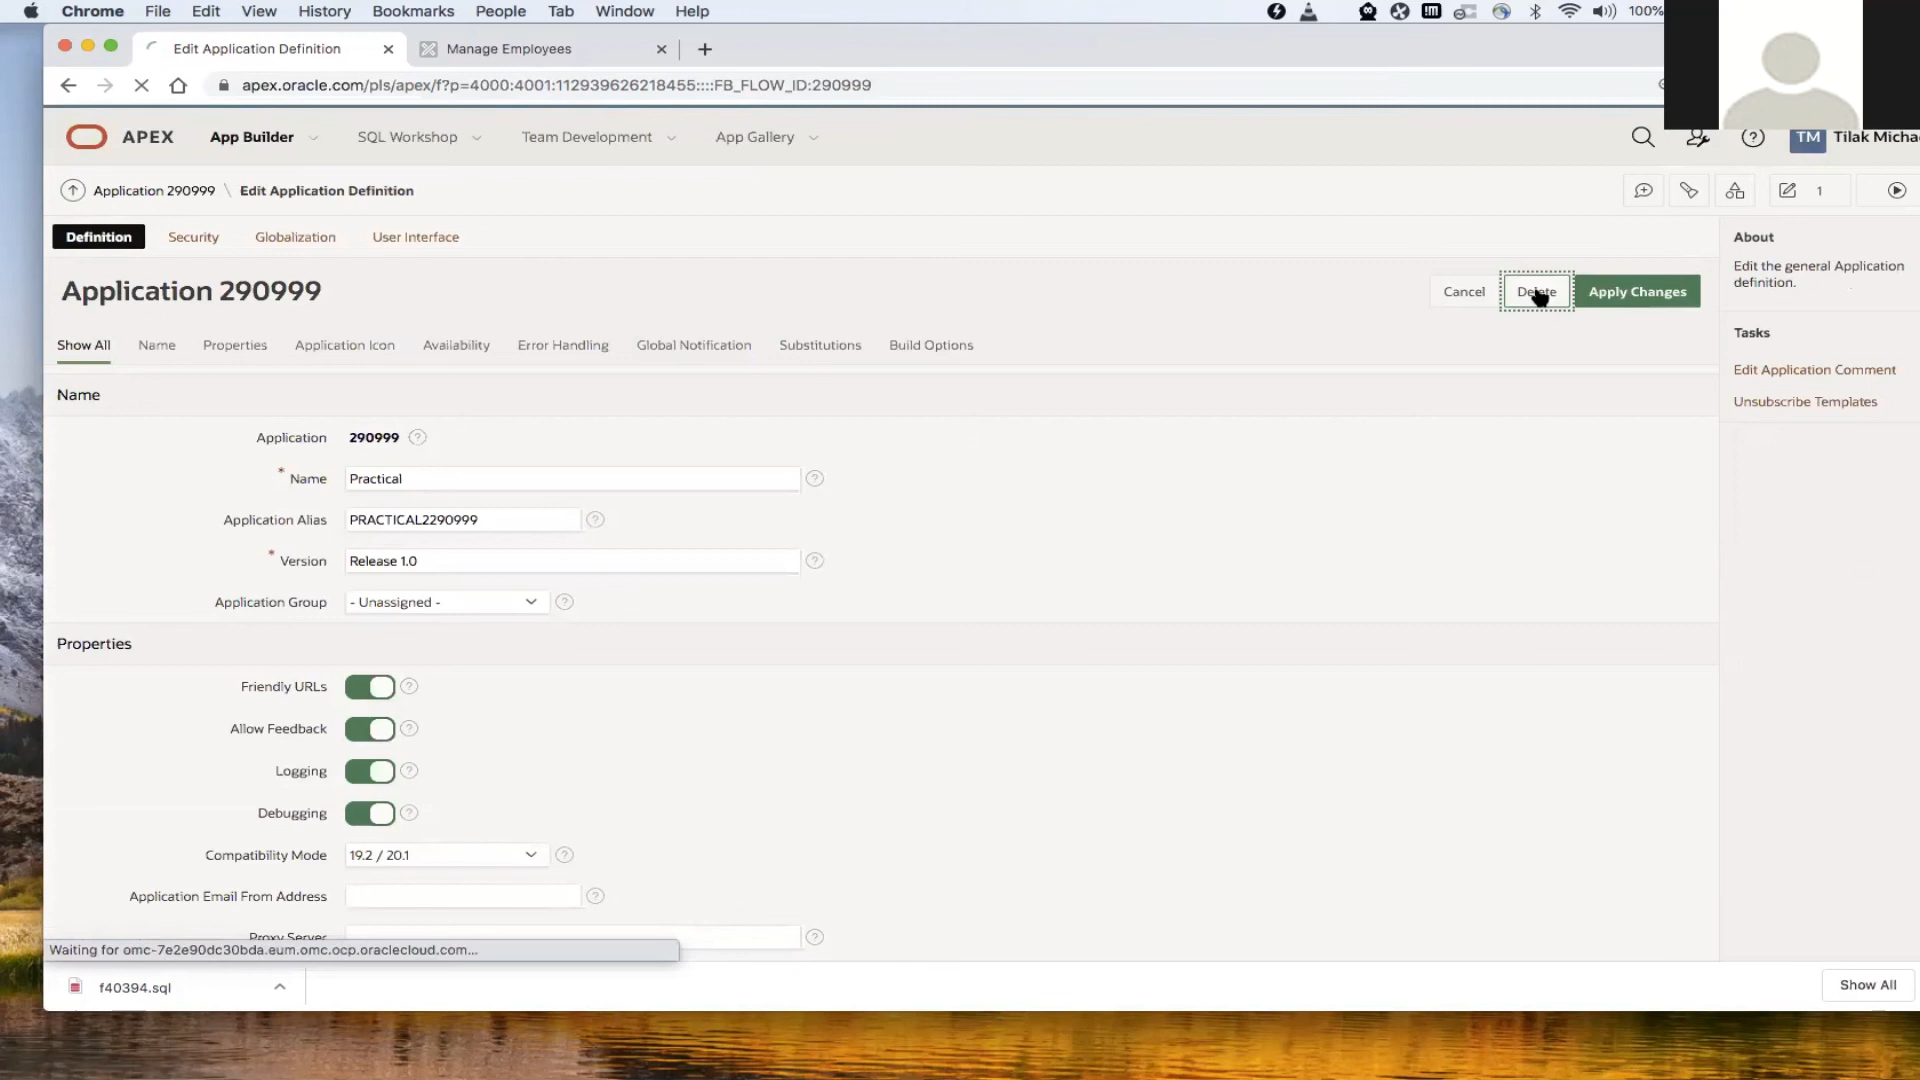 Chrome File Edit View History Bookmarks People Tab Window Help 100%
Edit Application Definition Manage Employees
apex.oracle.com/pls/apex/f?p=4000:4001:112939626218455::::FB_FLOW_ID:290999
APEX App Builder SQL Workshop Team Development App Gallery TM Tilak Micha
Application 290999 \ Edit Application Definition 1
Definition Security Globalization User Interface
About
Application 290999
Cancel Delete Apply Changes
Edit the general Application
definition.
Show All Name Properties Application Icon Availability Error Handling Global Notification Substitutions Build Options
Tasks
Edit Application Comment
Unsubscribe Templates
Name
Application 290999
* Name Practical
Application Alias PRACTICAL2290999
* Version Release 1.0
Application Group - Unassigned -
Properties
Friendly URLs
Allow Feedback
Logging
Debugging
Compatibility Mode 19.2 / 20.1
Application Email From Address
Proxy Server
Waiting for omc-7e2e90dc30bda.eum.omc.ocp.oraclecloud.com...
f40394.sql Show All